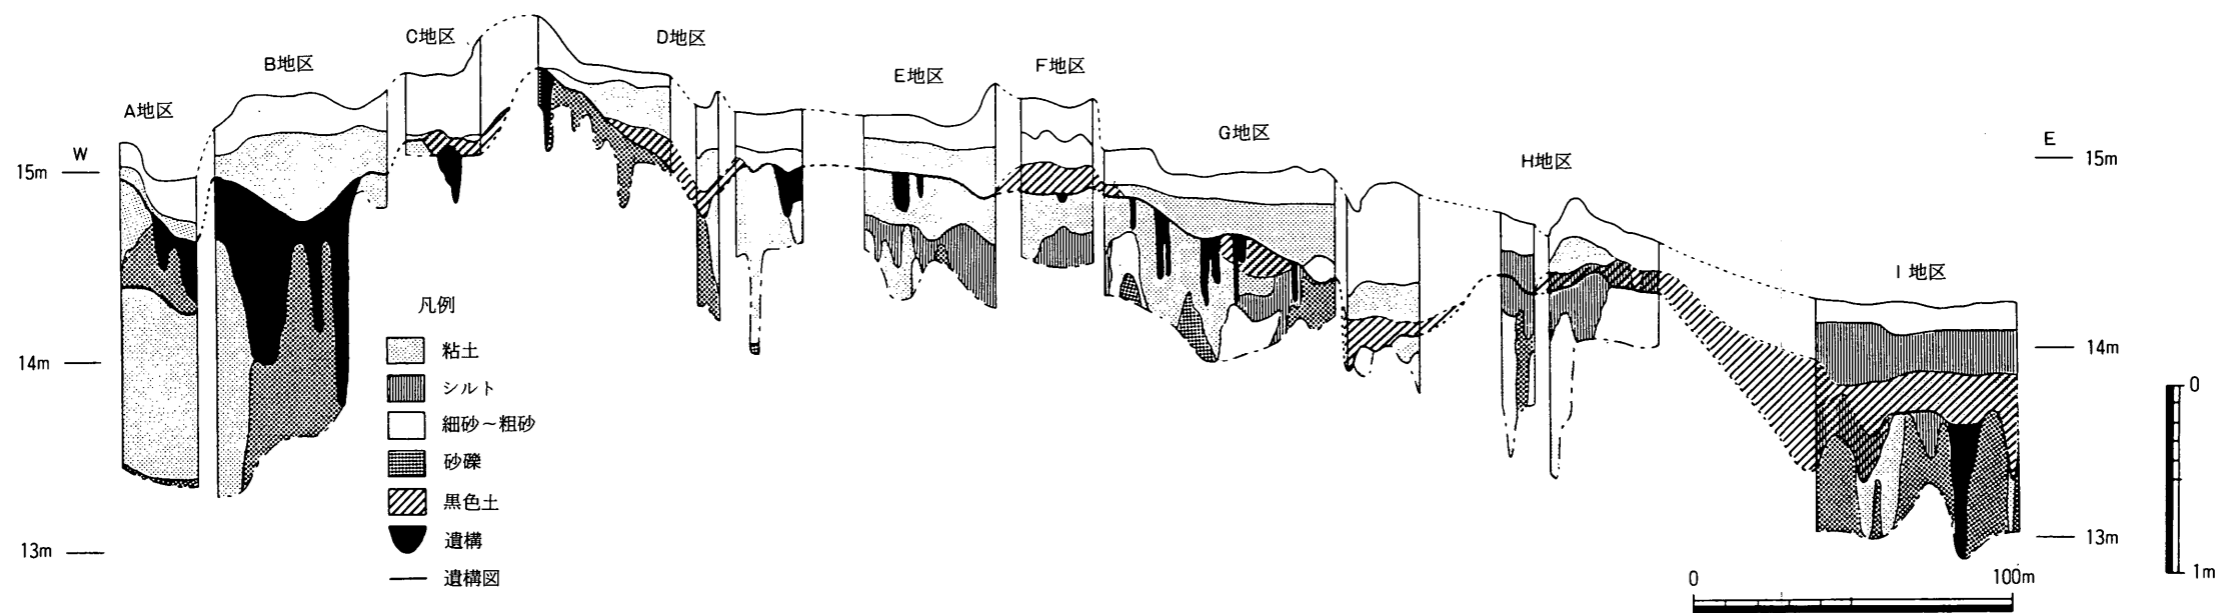 A地区
B地区
C地区
D地区
E地区
F地区
G地区
H地区
I地区
W
E
15m
14m
13m
15m
14m
13m
凡例
粘土
シルト
細砂～粗砂
砂礫
黒色土
遺構
遺構図
0
100m
0
1m